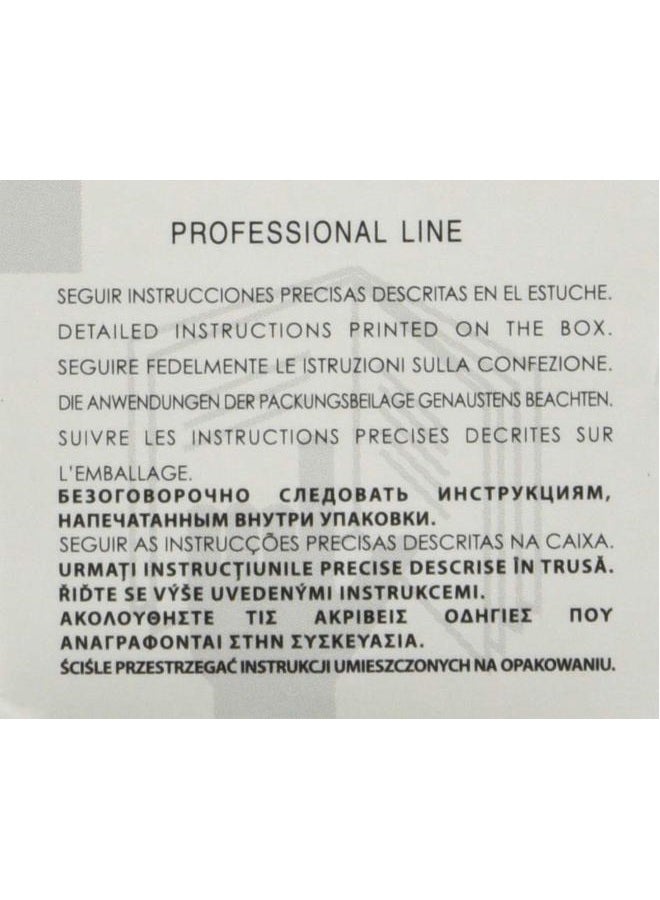 PROFESSIONAL LINE
SEGUIR INSTRUCCIONES PRECISAS DESCRITAS EN EL ESTUCHE.
DETAILED INSTRUCTIONS PRINTED ON THE BOX.
SEGUIRE FEDELMENTE LE ISTRUZIONI SULLA CONFEZIONE.
DIE ANWENDUNGEN DER PACKUNGSBEILAGE GENAUSTENS BEACHTEN.
SUIVRE LES INSTRUCTIONS PRECISES DECRITES SUR
L'EMBALLAGE.
БЕЗОГОВОРОЧНО СЛЕДОВАТЬ ИНСТРУКЦИЯМ,
НАПЕЧАТАННЫМ ВНУТРИ УПАКОВКИ.
SEGUIR AS INSTRUCÇÕES PRECISAS DESCRITAS NA CAIXA.
URMAȚI INSTRUCȚIUNILE PRECISE DESCRISE ÎN TRUSĂ.
ŘIĎTE SE VÝŠE UVEDENÝMI INSTRUKCEMI.
ΑΚΟΛΟΥΘΗΣΤΕ ΤΙΣ ΑΚΡΙΒΕΙΣ ΟΔΗΓΙΕΣ ΠΟΥ
ΑΝΑΓΡΑΦΟΝΤΑΙ ΣΤΗΝ ΣΥΣΚΕΥΑΣΙΑ.
ŚCIŚLE PRZESTRZEGAĆ INSTRUKCJI UMIESZCZONYCH NA OPAKOWANIU.